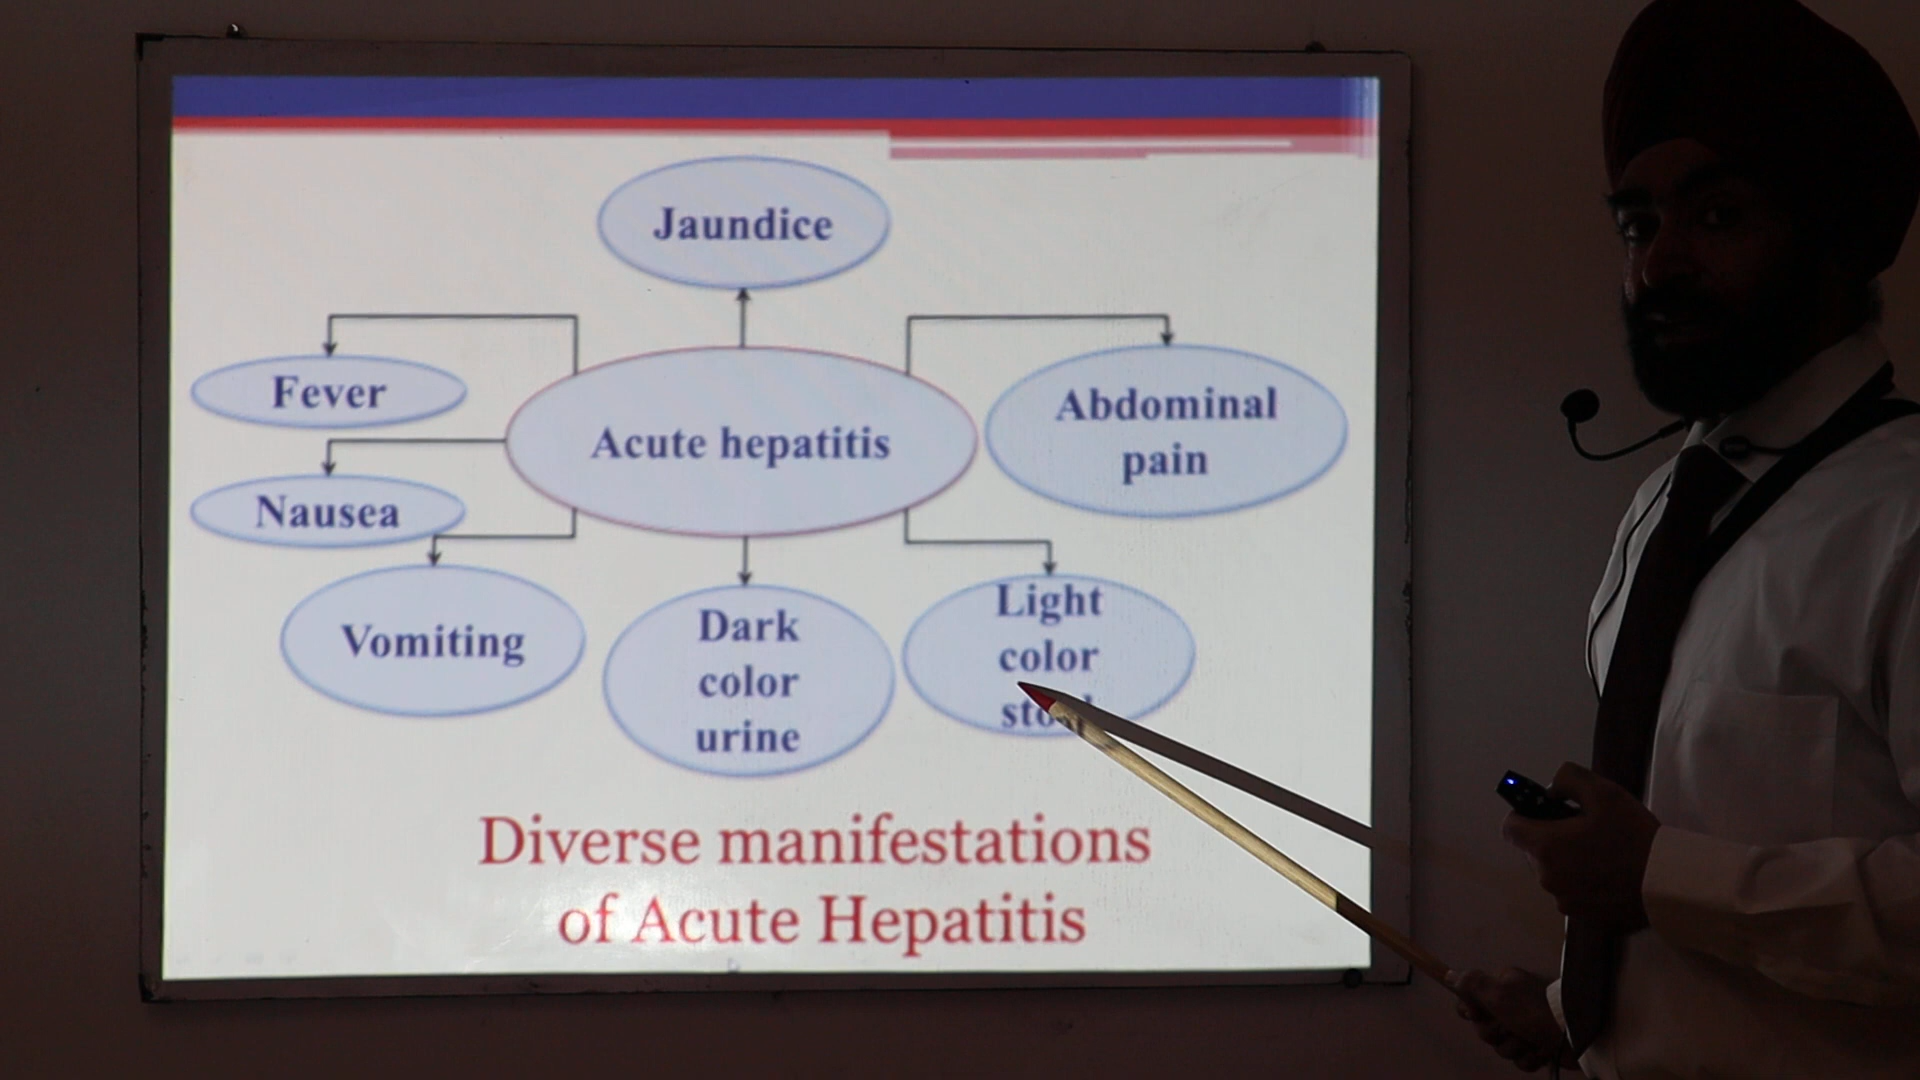 Jaundice
Fever
Acute hepatitis
Abdominal
pain
Nausea
Vomiting
Dark
color
urine
Light
color
Diverse manifestations
of Acute Hepatitis